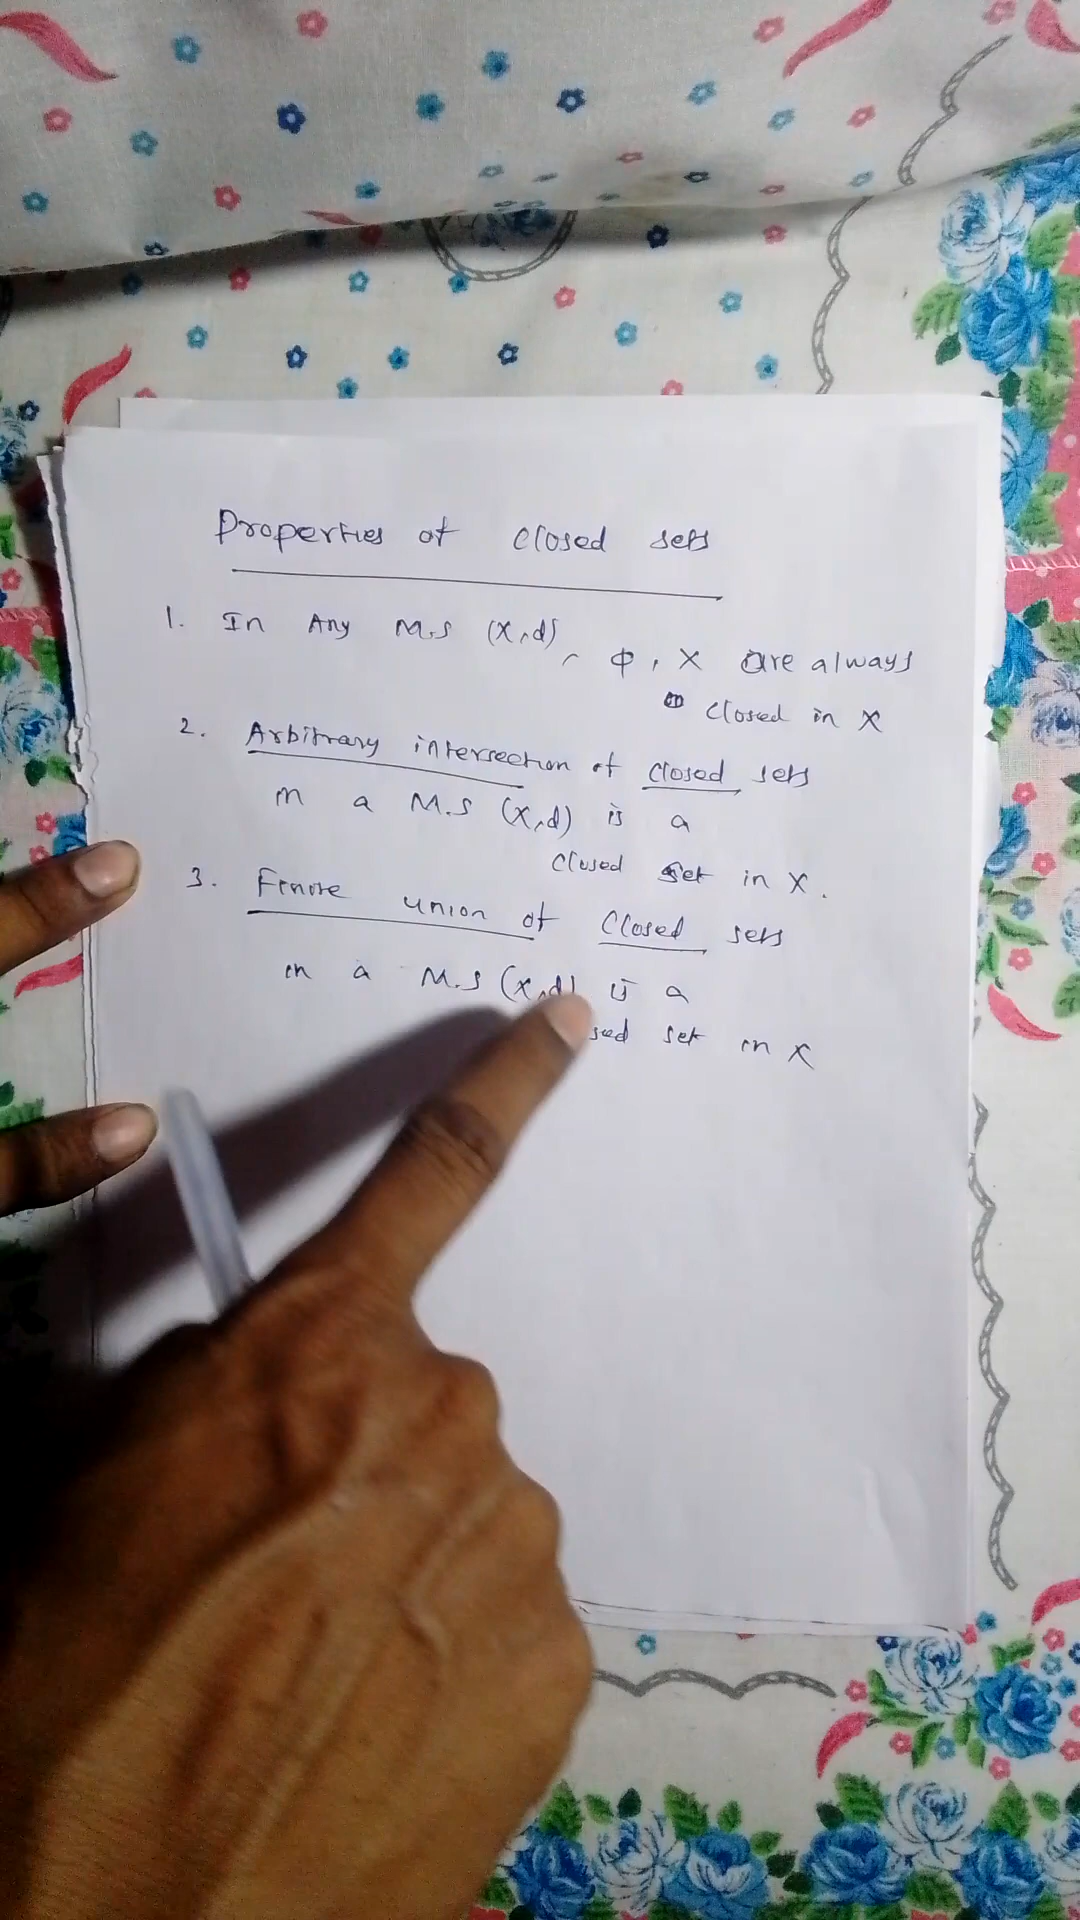 Properties of closed sets
1. In Any M.S (X,d), ϕ, X are always
closed in X
2. Arbitrary intersection of closed sets
in a M.S (X,d) is a
closed set in X.
3. Finite union of closed sets
in a M.S (X,d) is a
sed set in X